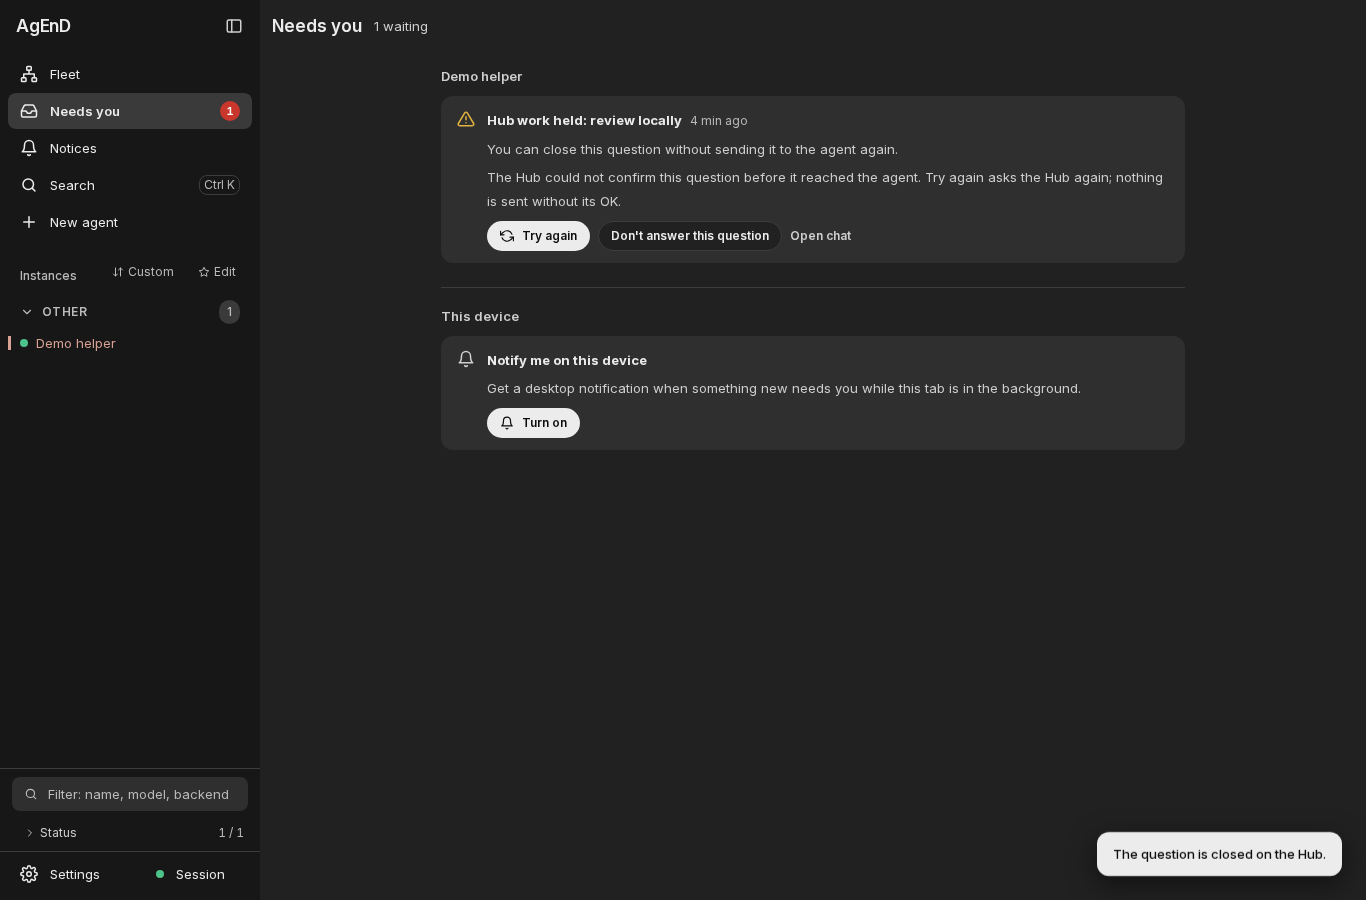 AgEnD
Fleet
Needs you 1
Notices
Search Ctrl K
New agent
Instances Custom Edit
OTHER 1
Demo helper
Filter: name, model, backend
Status 1 / 1
Settings Session
Needs you 1 waiting
Demo helper
Hub work held: review locally 4 min ago
You can close this question without sending it to the agent again.
The Hub could not confirm this question before it reached the agent. Try again asks the Hub again; nothing
is sent without its OK.
Try again Don't answer this question Open chat
This device
Notify me on this device
Get a desktop notification when something new needs you while this tab is in the background.
Turn on
The question is closed on the Hub.